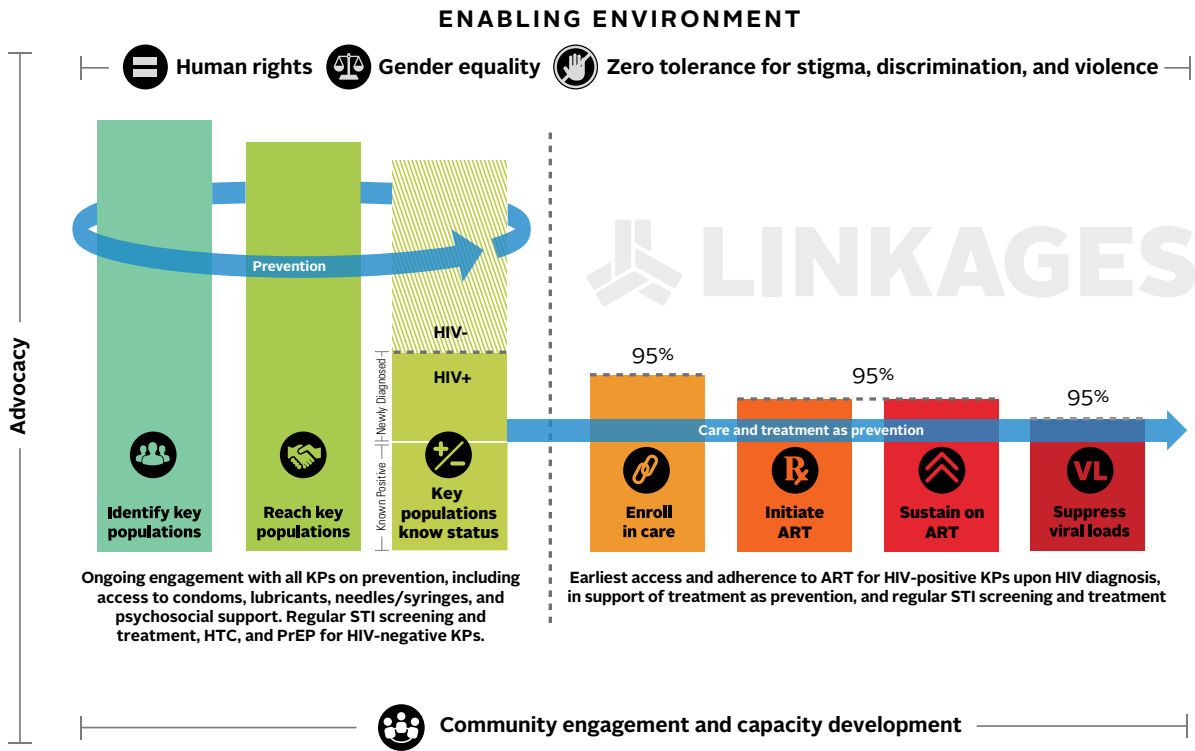 ENABLING ENVIRONMENT
Human rights
Gender equality
Zero tolerance for stigma, discrimination, and violence
Advocacy
Prevention
LINKAGES
HIV-
HIV+
Newly Diagnosed
Known Positive
95%
95%
95%
Care and treatment as prevention
Identify key
populations
Reach key
populations
Key
populations
know status
Enroll
in care
Rx
Initiate
ART
Sustain on
ART
VL
Suppress
viral loads
Ongoing engagement with all KPs on prevention, including
access to condoms, lubricants, needles/syringes, and
psychosocial support. Regular STI screening and
treatment, HTC, and PrEP for HIV-negative KPs.
Earliest access and adherence to ART for HIV-positive KPs upon HIV diagnosis,
in support of treatment as prevention, and regular STI screening and treatment
Community engagement and capacity development